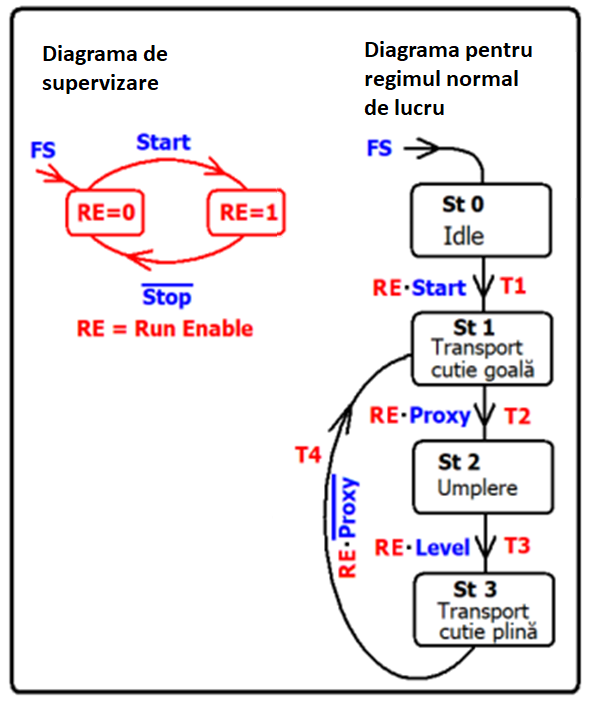 Diagrama de
supervizare
FS
Start
RE=0
RE=1
Stop
RE = Run Enable
Diagrama pentru
regimul normal
de lucru
FS
St 0
Idle
RE·Start
T1
St 1
Transport
cutie goală
RE·Proxy
T2
St 2
Umplere
T4
RE·Proxy
RE·Level
T3
St 3
Transport
cutie plină